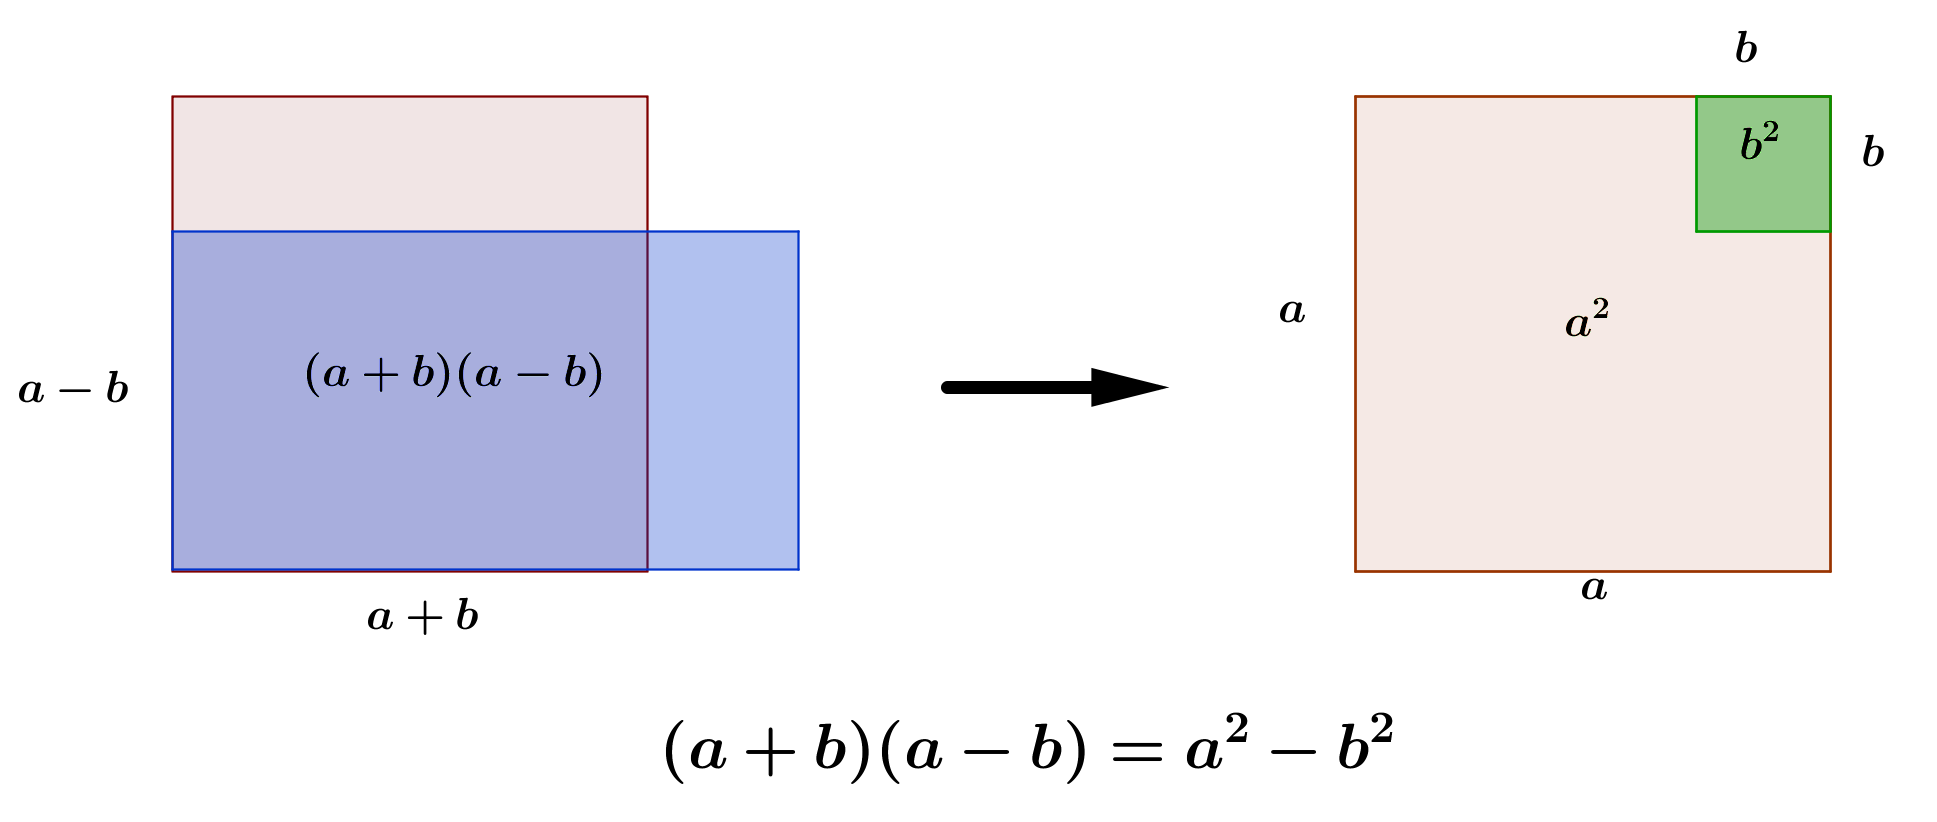 b
b²
b
a²
a
(a + b)(a − b)
a − b
a
a + b
(a + b)(a − b) = a² − b²